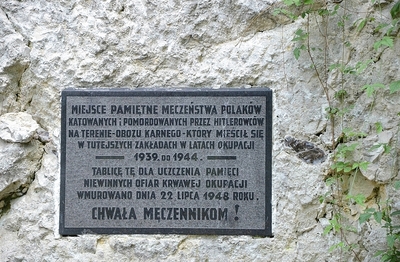 MIEJSCE PAMIĘTNE MĘCZEŃSTWA POLAKÓW
KATOWANYCH I POMORDOWANYCH PRZEZ HITLEROWCÓW
NA TERENIE-OBOZU KARNEGO-KTÓRY MIEŚCIŁ SIĘ
W TUTEJSZYCH ZAKŁADACH W LATACH OKUPACJI
1939. DO 1944.
TABLICĘ TĘ DLA UCZCZENIA PAMIĘCI
NIEWINNYCH OFIAR KRWAWEJ OKUPACJI
WMUROWANO DNIA 22 LIPCA 1948 ROKU.
CHWAŁA MĘCZENNIKOM!